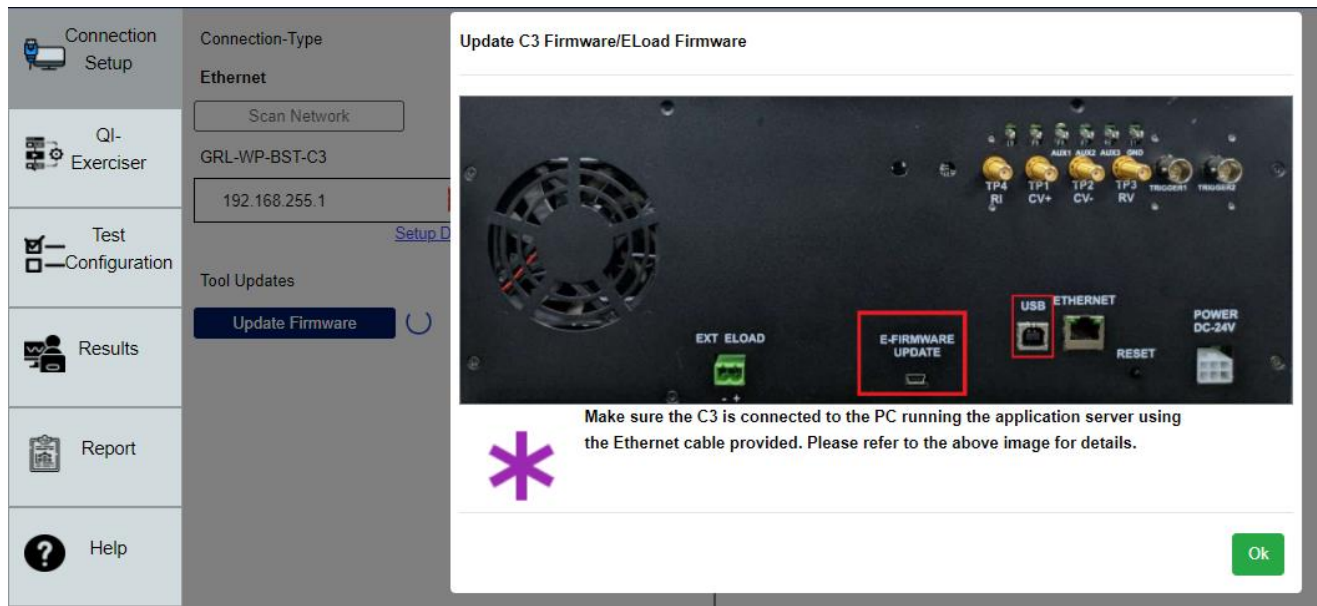 Connection
Setup
QI-
Exerciser
Test
Configuration
Results
Report
Help
Connection-Type
Ethernet
Scan Network
GRL-WP-BST-C3
192.168.255.1
Setup D
Tool Updates
Update Firmware
Update C3 Firmware/ELoad Firmware
AUX1 AUX2 AUX3 GND
TP4 TP1 TP2 TP3 TRIGGER1 TRIGGER2
RI CV+ CV- RV
USB ETHERNET
POWER
DC-24V
EXT ELOAD
E-FIRMWARE
UPDATE
RESET
- +
Make sure the C3 is connected to the PC running the application server using
the Ethernet cable provided. Please refer to the above image for details.
Ok